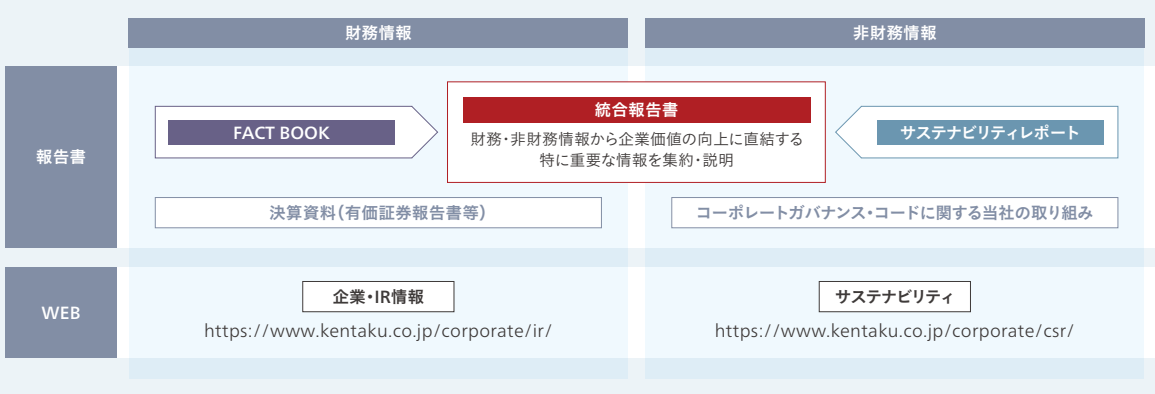 財務情報
非財務情報
報告書
FACT BOOK
統合報告書
財務・非財務情報から企業価値の向上に直結する
特に重要な情報を集約・説明
サステナビリティレポート
決算資料(有価証券報告書等)
コーポレートガバナンス・コードに関する当社の取り組み
WEB
企業・IR情報
https://www.kentaku.co.jp/corporate/ir/
サステナビリティ
https://www.kentaku.co.jp/corporate/csr/